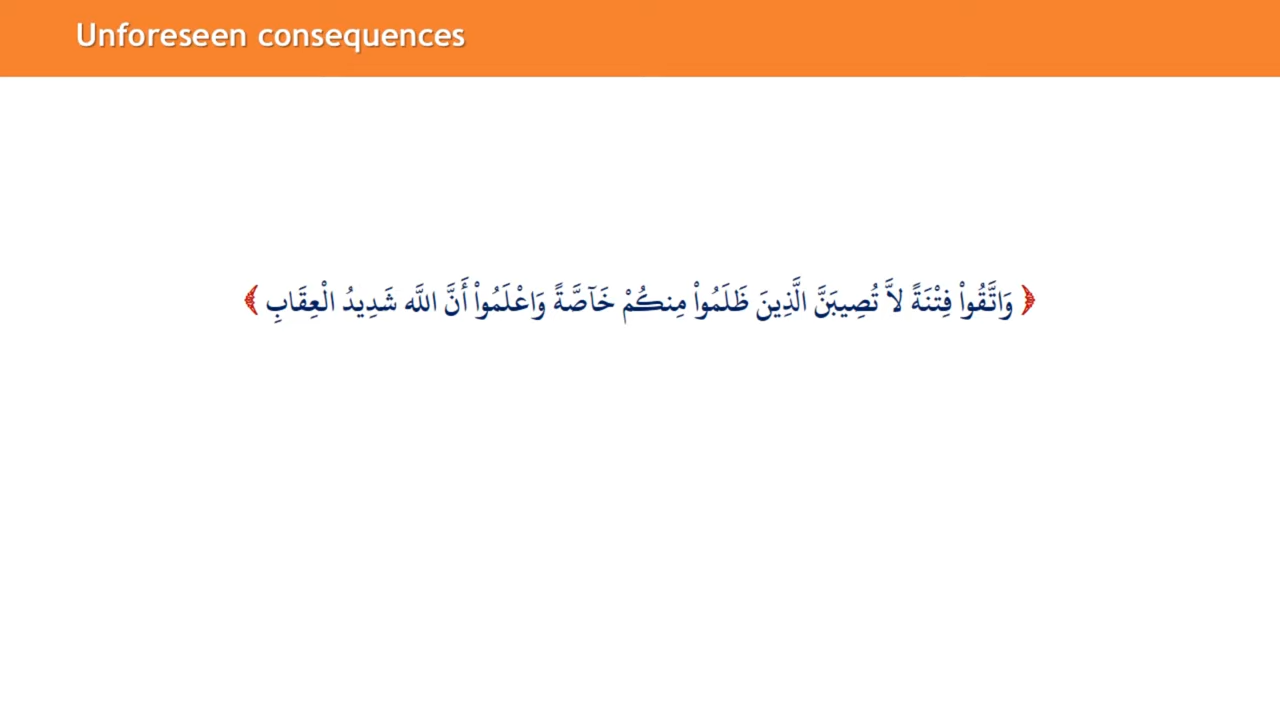 Unforeseen consequences
﴿ وَاتَّقُواْ فِتْنَةً لاَّ تُصِيبَنَّ الَّذِينَ ظَلَمُواْ مِنكُمْ خَآصَّةً وَاعْلَمُواْ أَنَّ اللَّه شَدِيدُ الْعِقَابِ ﴾